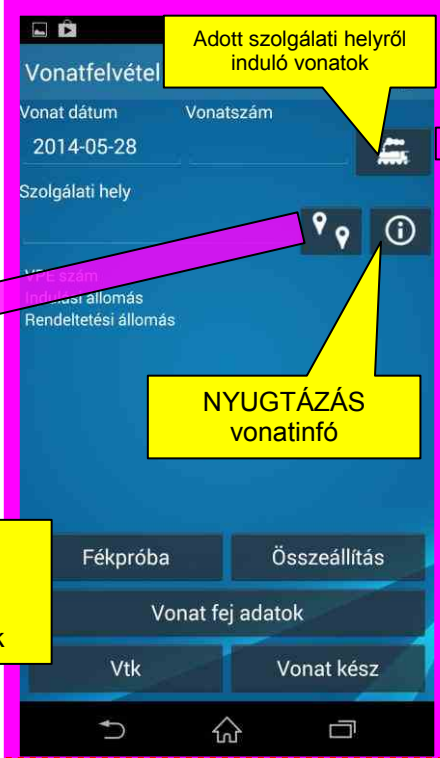 Adott szolgálati helyről
induló vonatok
Vonatfelvétel
Vonat dátum Vonatszám
2014-05-28
Szolgálati hely
VPE szám
Indulási állomás
Rendeltetési állomás
NYUGTÁZÁS
vonatinfó
k
Fékpróba Összeállítás
Vonat fej adatok
Vtk Vonat kész